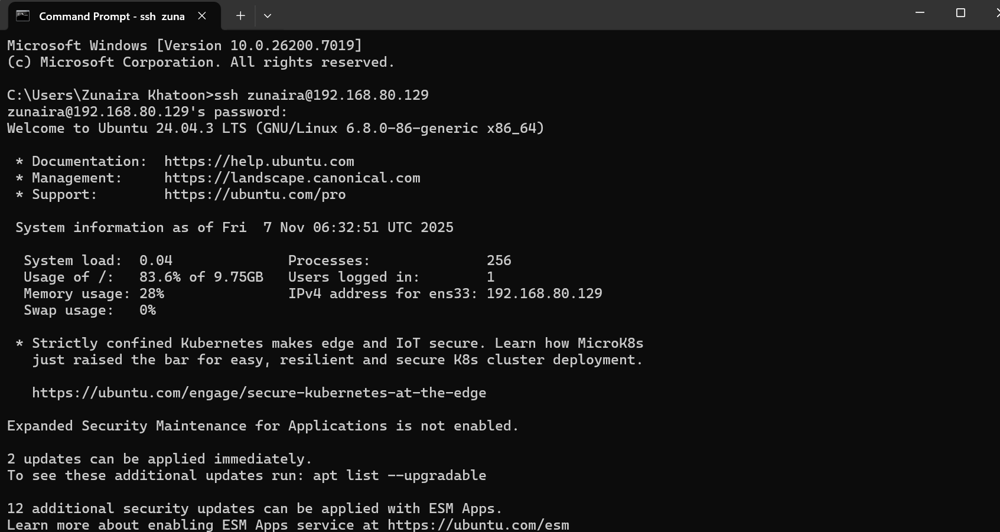 Command Prompt - ssh  zuna
Microsoft Windows [Version 10.0.26200.7019]
(c) Microsoft Corporation. All rights reserved.
C:\Users\Zunaira Khatoon>ssh zunaira@192.168.80.129
zunaira@192.168.80.129's password:
Welcome to Ubuntu 24.04.3 LTS (GNU/Linux 6.8.0-86-generic x86_64)
* Documentation:  https://help.ubuntu.com
* Management:     https://landscape.canonical.com
* Support:        https://ubuntu.com/pro
System information as of Fri  7 Nov 06:32:51 UTC 2025
System load:  0.04              Processes:              256
Usage of /:   83.6% of 9.75GB   Users logged in:        1
Memory usage: 28%               IPv4 address for ens33: 192.168.80.129
Swap usage:   0%
* Strictly confined Kubernetes makes edge and IoT secure. Learn how MicroK8s
just raised the bar for easy, resilient and secure K8s cluster deployment.
https://ubuntu.com/engage/secure-kubernetes-at-the-edge
Expanded Security Maintenance for Applications is not enabled.
2 updates can be applied immediately.
To see these additional updates run: apt list --upgradable
12 additional security updates can be applied with ESM Apps.
Learn more about enabling ESM Apps service at https://ubuntu.com/esm